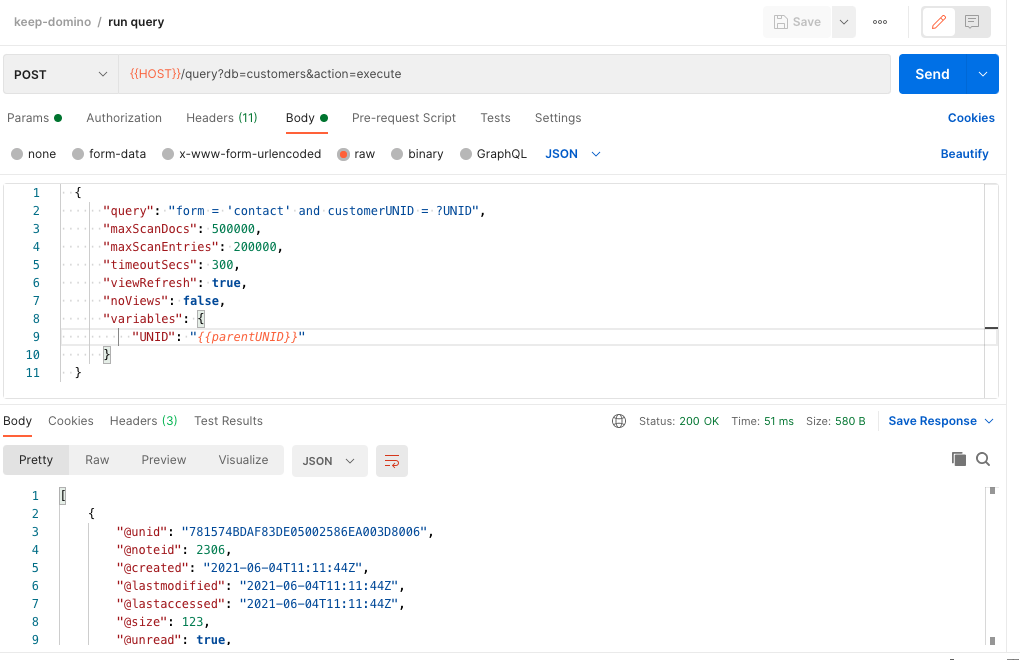 keep-domino / run query
Save
POST {{HOST}}/query?db=customers&action=execute Send
Params Authorization Headers (11) Body Pre-request Script Tests Settings Cookies
none form-data x-www-form-urlencoded raw binary GraphQL JSON Beautify
1 {
2 "query": "form = 'contact' and customerUNID = ?UNID",
3 "maxScanDocs": 500000,
4 "maxScanEntries": 200000,
5 "timeoutSecs": 300,
6 "viewRefresh": true,
7 "noViews": false,
8 "variables": {
9 "UNID": "{{parentUNID}}"
10 }
11 }
Body Cookies Headers (3) Test Results Status: 200 OK Time: 51 ms Size: 580 B Save Response
Pretty Raw Preview Visualize JSON
1 [
2 {
3 "@unid": "781574BDAF83DE05002586EA003D8006",
4 "@noteid": 2306,
5 "@created": "2021-06-04T11:11:44Z",
6 "@lastmodified": "2021-06-04T11:11:44Z",
7 "@lastaccessed": "2021-06-04T11:11:44Z",
8 "@size": 123,
9 "@unread": true,